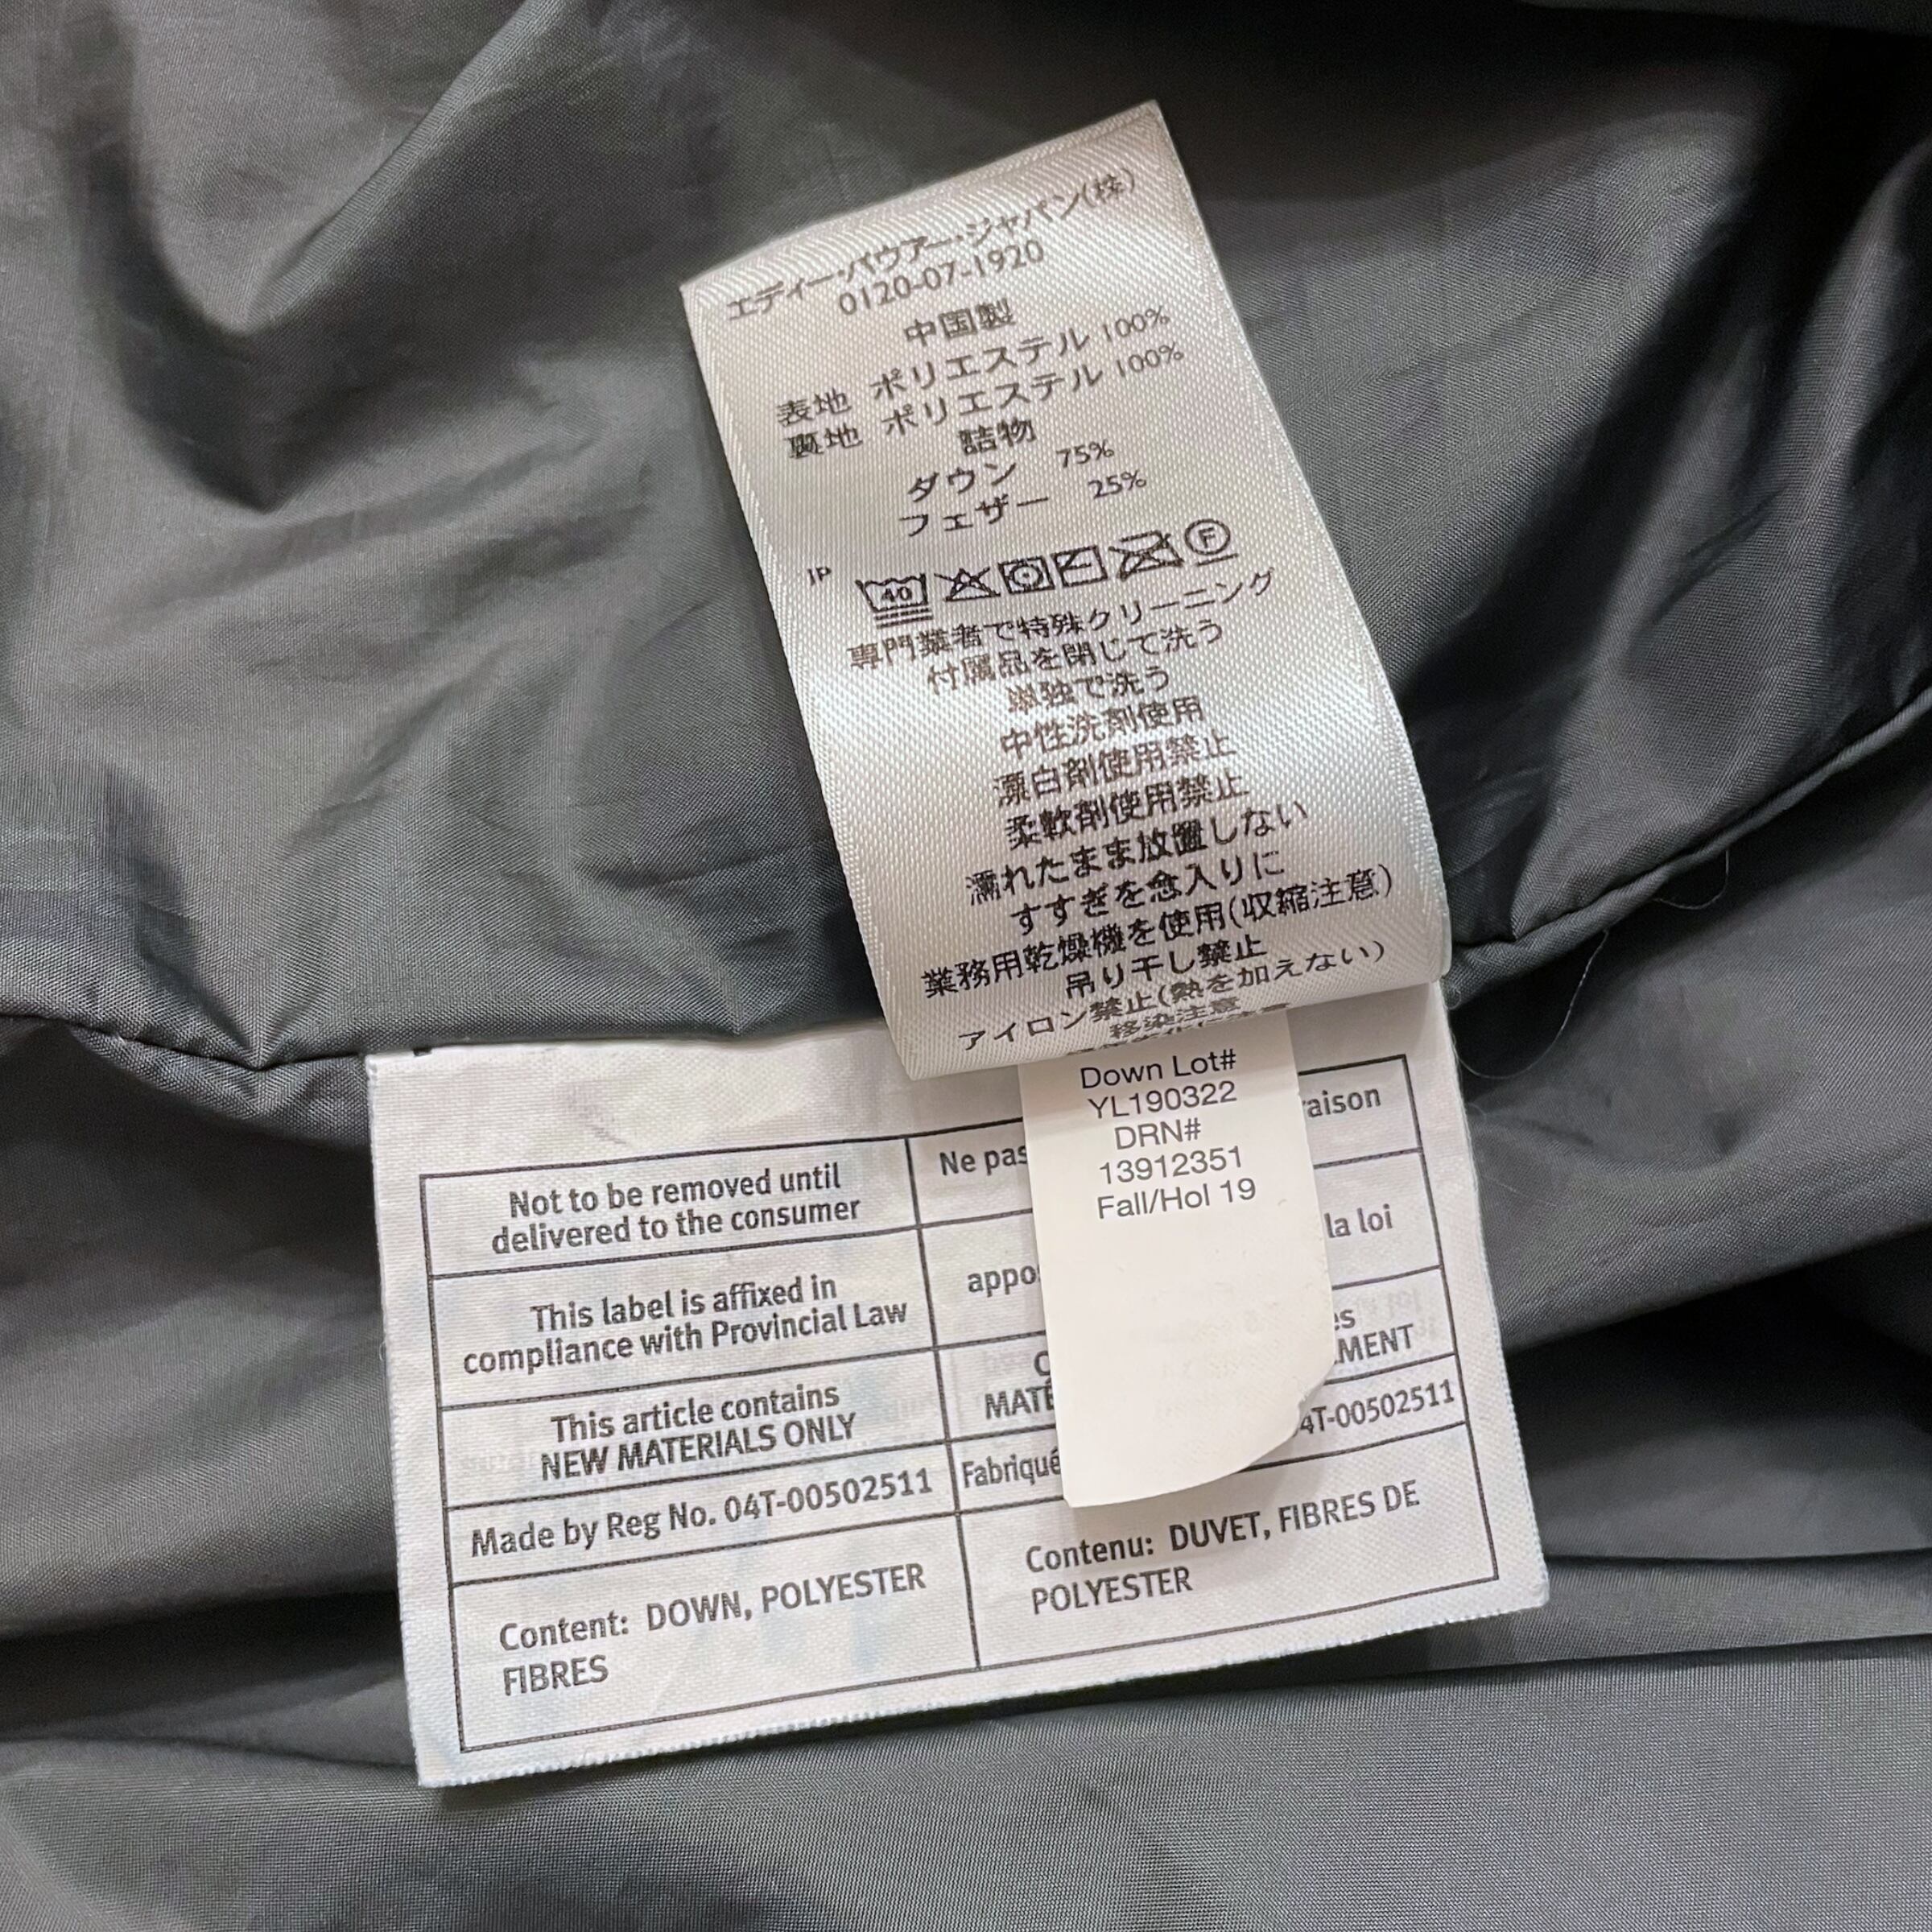 エディー・バウアー・ジャパン(株)
0120-07-1920
中国製
表地 ポリエステル 100%
裏地 ポリエステル 100%
詰物
ダウン 75%
フェザー 25%
JP
40
F
専門業者で特殊クリーニング
付属品を閉じて洗う
単独で洗う
中性洗剤使用
漂白剤使用禁止
柔軟剤使用禁止
濡れたまま放置しない
すすぎを念入りに
業務用乾燥機を使用(収縮注意)
吊り干し禁止
アイロン禁止(熱を加えない)
移染注意
Down Lot#
YL190322
DRN#
13912351
Fall/Hol 19
Not to be removed until
delivered to the consumer
Ne pas
raison
This label is affixed in
compliance with Provincial Law
appo
la loi
This article contains
NEW MATERIALS ONLY
MATÉ
es
MENT
Made by Reg No. 04T-00502511
Fabriqué
4T-00502511
Content: DOWN, POLYESTER
FIBRES
Contenu: DUVET, FIBRES DE
POLYESTER